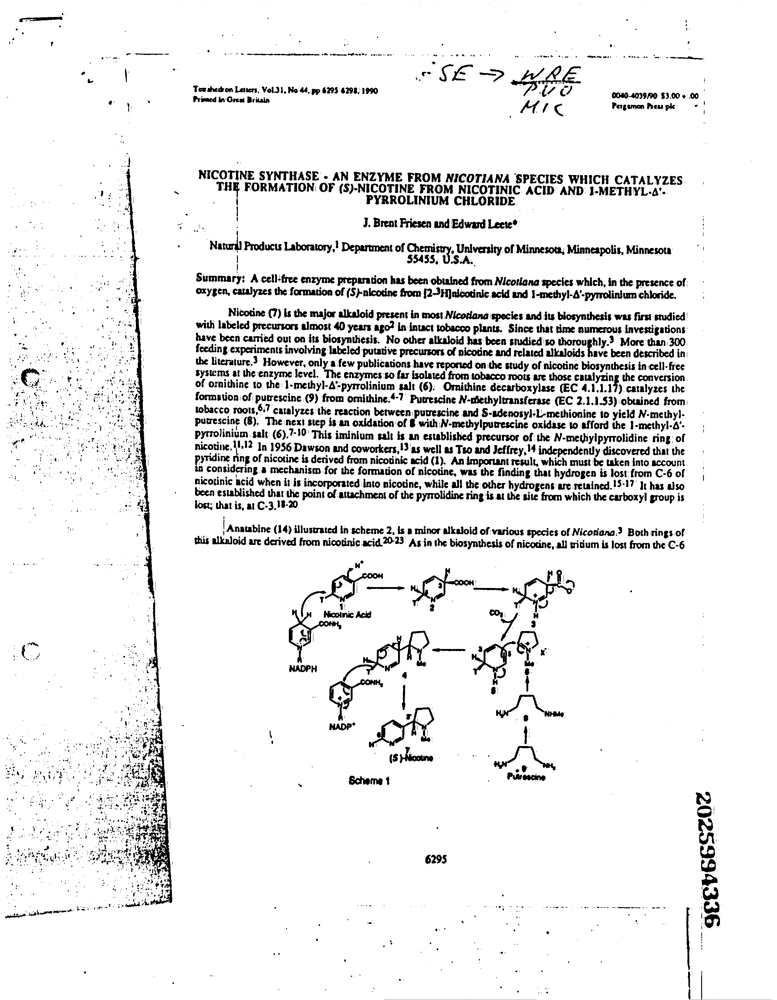 SE → WRE
PUO
MIC
Tetrahedron Letters, Vol.31, No 44, pp 6295 6298, 1990
Printed in Great Britain
0040-4039/90 $3.00 + .00
Pergamon Press plc
NICOTINE SYNTHASE - AN ENZYME FROM NICOTIANA SPECIES WHICH CATALYZES
THE FORMATION OF (S)-NICOTINE FROM NICOTINIC ACID AND 1-METHYL-Δ'-
PYRROLINIUM CHLORIDE
J. Brent Friesen and Edward Leete*
Natural Products Laboratory,1 Department of Chemistry, University of Minnesota, Minneapolis, Minnesota
55455, U.S.A.
Summary: A cell-free enzyme preparation has been obtained from Nicotiana species which, in the presence of
oxygen, catalyzes the formation of (S)-nicotine from [2-3H]nicotinic acid and 1-methyl-Δ'-pyrrolinium chloride.
Nicotine (7) is the major alkaloid present in most Nicotiana species and its biosynthesis was first studied
with labeled precursors almost 40 years ago2 in intact tobacco plants. Since that time numerous investigations
have been carried out on its biosynthesis. No other alkaloid has been studied so thoroughly.3 More than 300
feeding experiments involving labeled putative precursors of nicotine and related alkaloids have been described in
the literature.3 However, only a few publications have reported on the study of nicotine biosynthesis in cell-free
systems at the enzyme level. The enzymes so far isolated from tobacco roots are those catalyzing the conversion
of ornithine to the 1-methyl-Δ'-pyrrolinium salt (6). Ornithine decarboxylase (EC 4.1.1.17) catalyzes the
formation of putrescine (9) from ornithine.4-7 Putrescine N-methyltransferase (EC 2.1.1.53) obtained from
tobacco roots,6,7 catalyzes the reaction between putrescine and S-adenosyl-L-methionine to yield N-methyl-
putrescine (8). The next step is an oxidation of 8 with N-methylputrescine oxidase to afford the 1-methyl-Δ'-
pyrrolinium salt (6).7-10 This iminium salt is an established precursor of the N-methylpyrrolidine ring of
nicotine.11,12 In 1956 Dawson and coworkers,13 as well as Tso and Jeffrey,14 independently discovered that the
pyridine ring of nicotine is derived from nicotinic acid (1). An important result, which must be taken into account
in considering a mechanism for the formation of nicotine, was the finding that hydrogen is lost from C-6 of
nicotinic acid when it is incorporated into nicotine, while all the other hydrogens are retained.15-17 It has also
been established that the point of attachment of the pyrrolidine ring is at the site from which the carboxyl group is
lost; that is, at C-3.18-20
Anatabine (14) illustrated in scheme 2, is a minor alkaloid of various species of Nicotiana.3 Both rings of
this alkaloid are derived from nicotinic acid.20-23 As in the biosynthesis of nicotine, all tritium is lost from the C-6
COOH
COOH
1
Nicotinic Acid
2
3
CO2
CONH2
NADPH
CONH2
NADP+
4
Me
5
Me
6
H2N
NHMe
8
7
(S)-Nicotine
H2N
NH2
9
Putrescine
Scheme 1
6295
2025994336